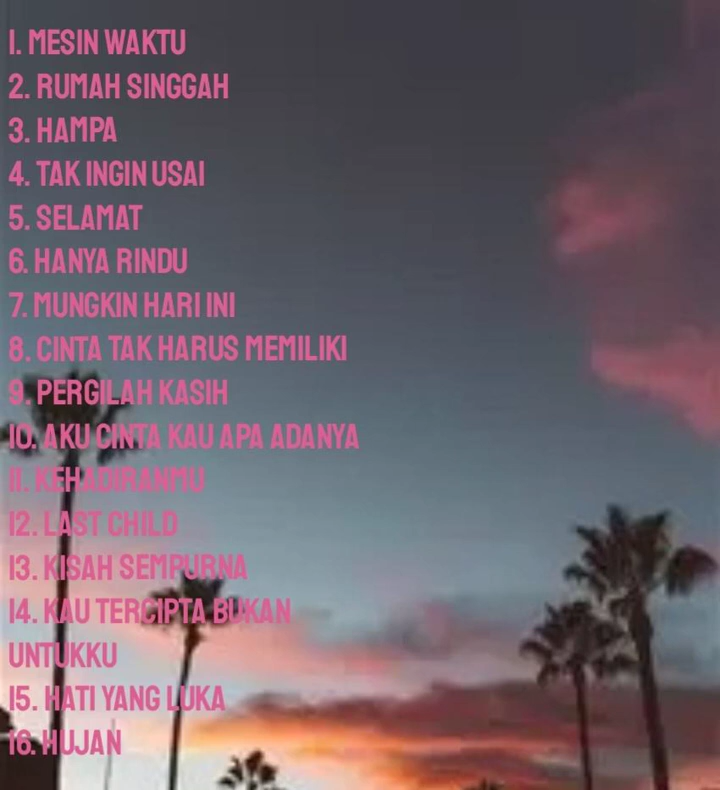 1. MESIN WAKTU
2. RUMAH SINGGAH
3. HAMPA
4. TAK INGIN USAI
5. SELAMAT
6. HANYA RINDU
7. MUNGKIN HARI INI
8. CINTA TAK HARUS MEMILIKI
9. PERGILAH KASIH
10. AKU CINTA KAU APA ADANYA
11. KEHADIRANMU
12. LAST CHILD
13. KISAH SEMPURNA
14. KAU TERCIPTA BUKAN
UNTUKKU
15. HATI YANG LUKA
16. HUJAN